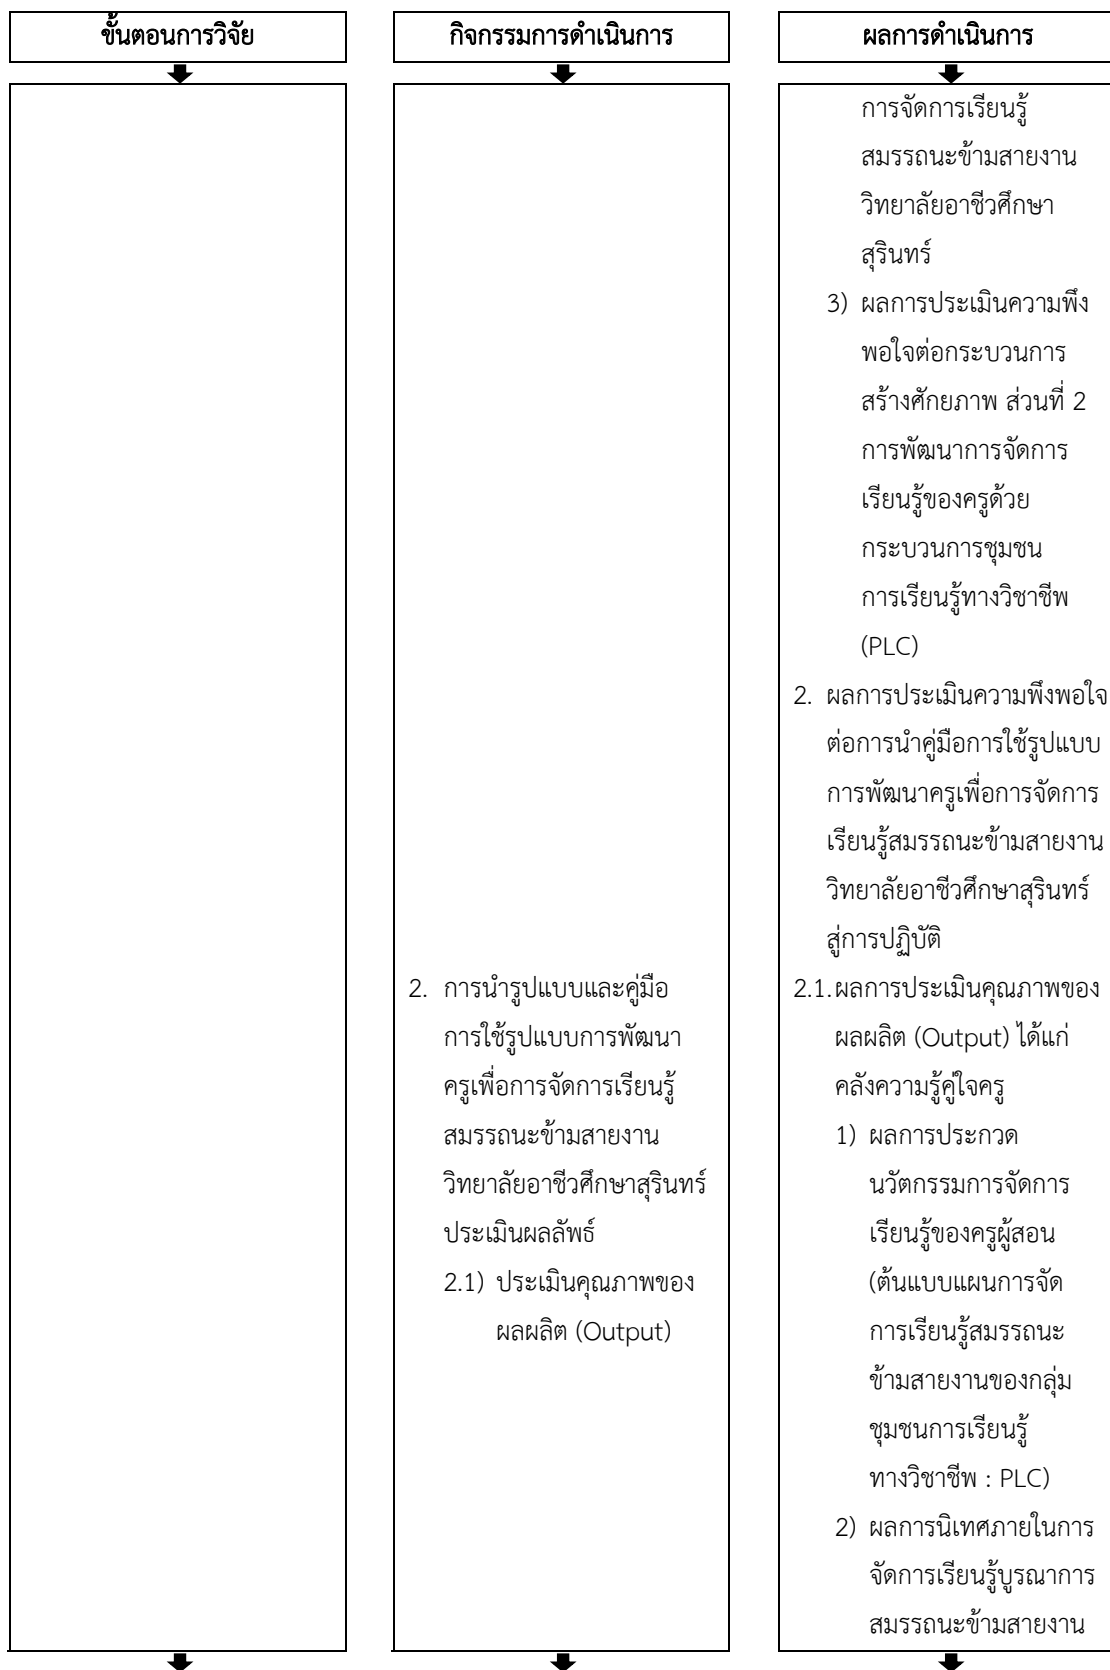 ขั้นตอนการวิจัย
กิจกรรมการดำเนินการ
ผลการดำเนินการ
การจัดการเรียนรู้
สมรรถนะข้ามสายงาน
วิทยาลัยอาชีวศึกษา
สุรินทร์
3) ผลการประเมินความพึง
พอใจต่อกระบวนการ
สร้างศักยภาพ ส่วนที่ 2
การพัฒนาการจัดการ
เรียนรู้ของครูด้วย
กระบวนการชุมชน
การเรียนรู้ทางวิชาชีพ
(PLC)
2. ผลการประเมินความพึงพอใจ
ต่อการนำคู่มือการใช้รูปแบบ
การพัฒนาครูเพื่อการจัดการ
เรียนรู้สมรรถนะข้ามสายงาน
วิทยาลัยอาชีวศึกษาสุรินทร์
สู่การปฏิบัติ
2. การนำรูปแบบและคู่มือ
การใช้รูปแบบการพัฒนา
ครูเพื่อการจัดการเรียนรู้
สมรรถนะข้ามสายงาน
วิทยาลัยอาชีวศึกษาสุรินทร์
ประเมินผลลัพธ์
2.1) ประเมินคุณภาพของ
ผลผลิต (Output)
2.1. ผลการประเมินคุณภาพของ
ผลผลิต (Output) ได้แก่
คลังความรู้คู่ใจครู
1) ผลการประกวด
นวัตกรรมการจัดการ
เรียนรู้ของครูผู้สอน
(ต้นแบบแผนการจัด
การเรียนรู้สมรรถนะ
ข้ามสายงานของกลุ่ม
ชุมชนการเรียนรู้
ทางวิชาชีพ : PLC)
2) ผลการนิเทศภายในการ
จัดการเรียนรู้บูรณาการ
สมรรถนะข้ามสายงาน